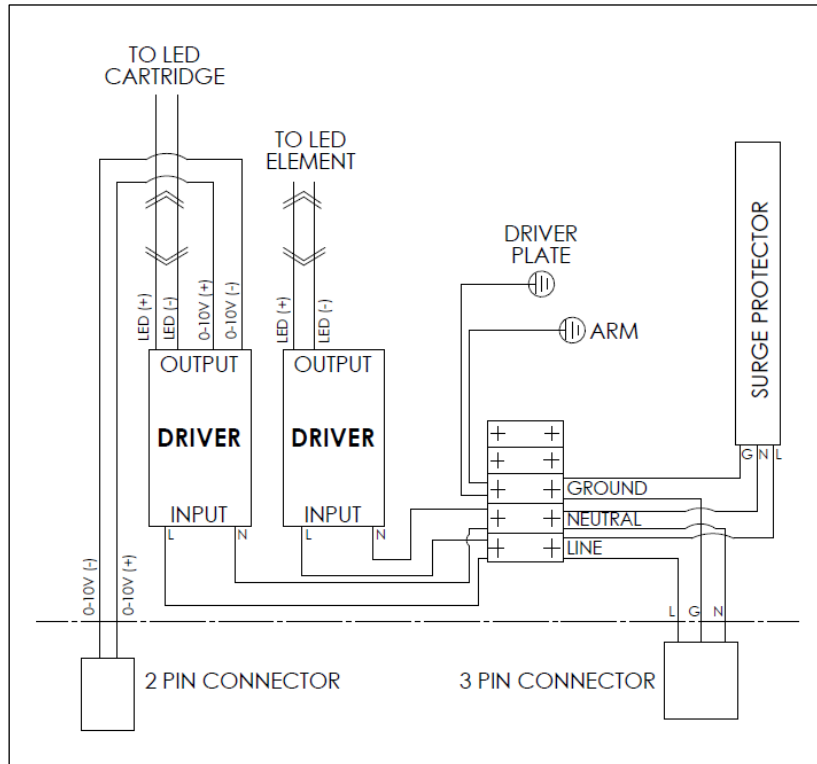 TO LED
CARTRIDGE
TO LED
ELEMENT
DRIVER
PLATE
ARM
SURGE PROTECTOR
LED (+)
LED (-)
0-10V (+)
0-10V (-)
LED (+)
LED (-)
OUTPUT
DRIVER
INPUT
OUTPUT
DRIVER
INPUT
L
N
L
N
G N L
GROUND
NEUTRAL
LINE
0-10V (-)
0-10V (+)
L G N
2 PIN CONNECTOR
3 PIN CONNECTOR